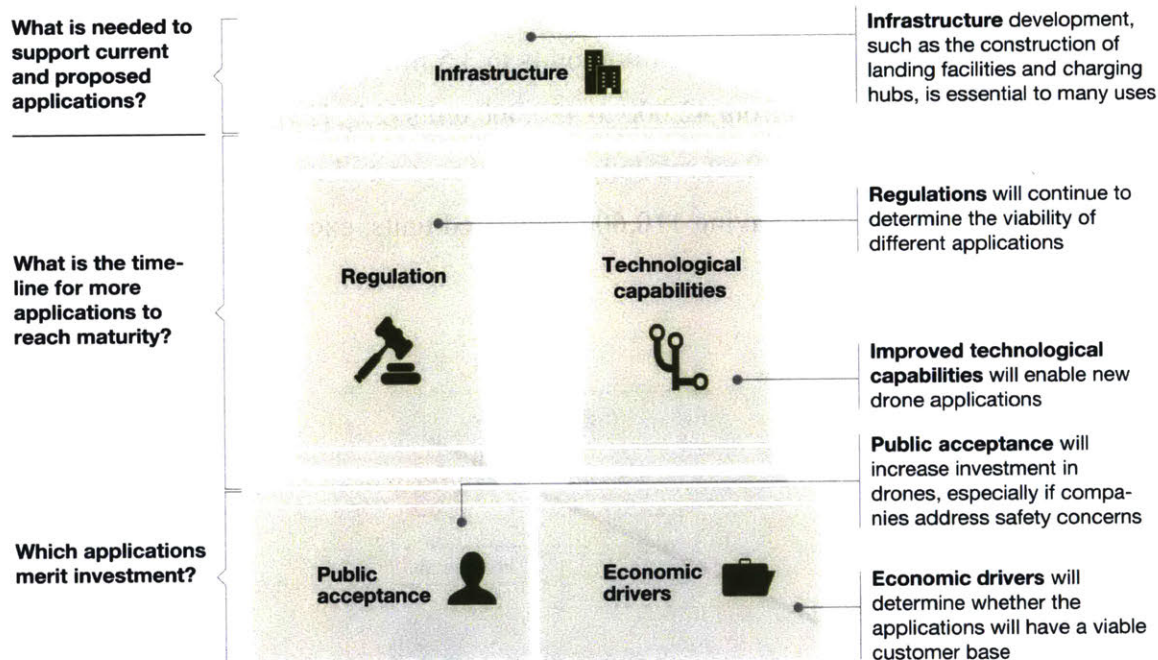 What is needed to
support current
and proposed
applications?
Infrastructure
Infrastructure development,
such as the construction of
landing facilities and charging
hubs, is essential to many uses
What is the time-
line for more
applications to
reach maturity?
Regulation
Technological
capabilities
Regulations will continue to
determine the viability of
different applications
Improved technological
capabilities will enable new
drone applications
Which applications
merit investment?
Public
acceptance
Economic
drivers
Public acceptance will
increase investment in
drones, especially if compa-
nies address safety concerns
Economic drivers will
determine whether the
applications will have a viable
customer base